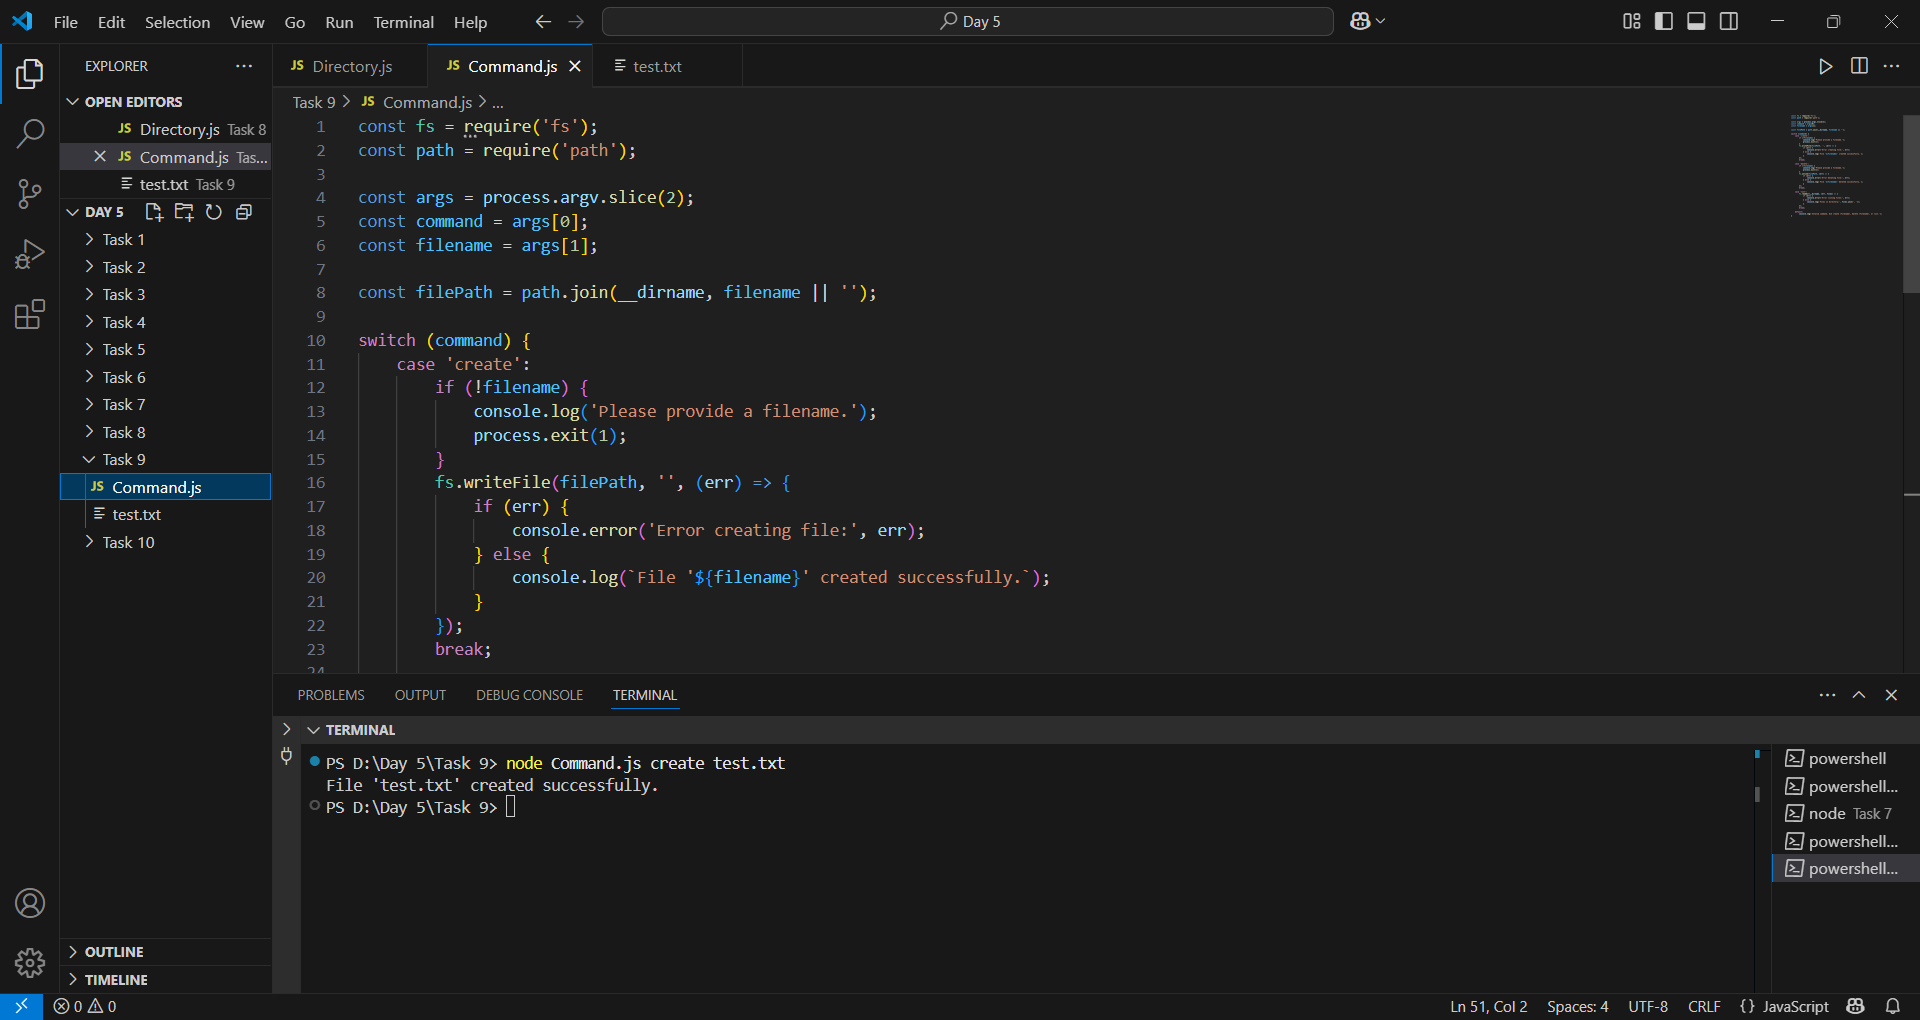 File Edit Selection View Go Run Terminal Help
Day 5
EXPLORER
OPEN EDITORS
JS Directory.js Task 8
JS Command.js Tas...
test.txt Task 9
DAY 5
Task 1
Task 2
Task 3
Task 4
Task 5
Task 6
Task 7
Task 8
Task 9
JS Command.js
test.txt
Task 10
OUTLINE
TIMELINE
JS Directory.js
JS Command.js
test.txt
Task 9 > JS Command.js > ...
1 const fs = require('fs');
2 const path = require('path');
3
4 const args = process.argv.slice(2);
5 const command = args[0];
6 const filename = args[1];
7
8 const filePath = path.join(__dirname, filename || '');
9
10 switch (command) {
11 case 'create':
12 if (!filename) {
13 console.log('Please provide a filename.');
14 process.exit(1);
15 }
16 fs.writeFile(filePath, '', (err) => {
17 if (err) {
18 console.error('Error creating file:', err);
19 } else {
20 console.log(`File '${filename}' created successfully.`);
21 }
22 });
23 break;
24
PROBLEMS OUTPUT DEBUG CONSOLE TERMINAL
TERMINAL
PS D:\Day 5\Task 9> node Command.js create test.txt
File 'test.txt' created successfully.
PS D:\Day 5\Task 9>
powershell
powershell...
node Task 7
powershell...
powershell...
0 0
Ln 51, Col 2 Spaces: 4 UTF-8 CRLF {} JavaScript